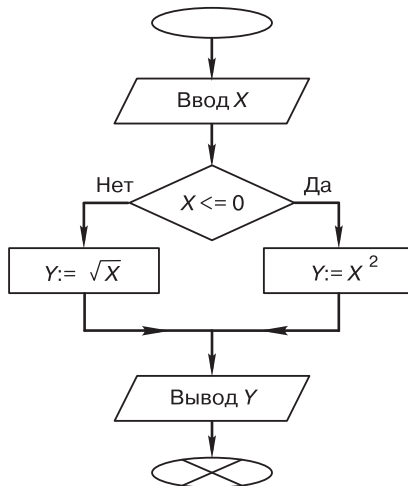 Ввод X
Нет
Да
X <= 0
Y:= √X
Y:= X²
Вывод Y